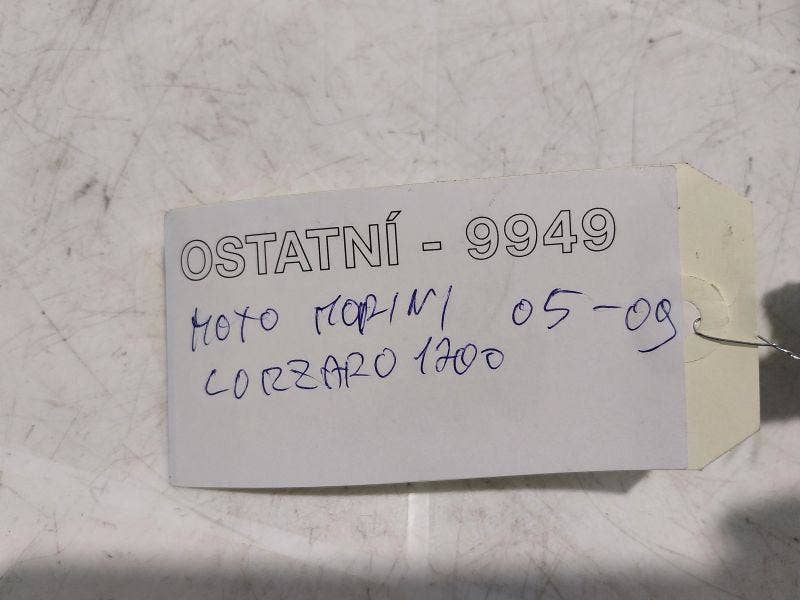 OSTATNÍ - 9949
MOTO MORINI 05-09
CORZARO 1200